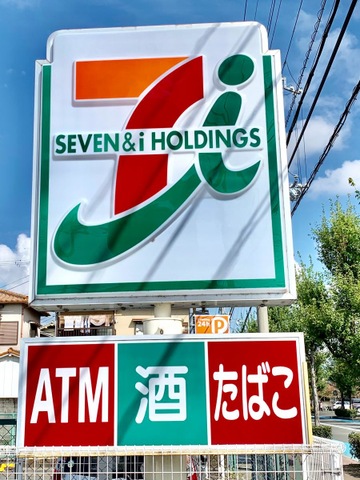 SEVEN&i HOLDINGS
24h P
ATM 酒 たばこ